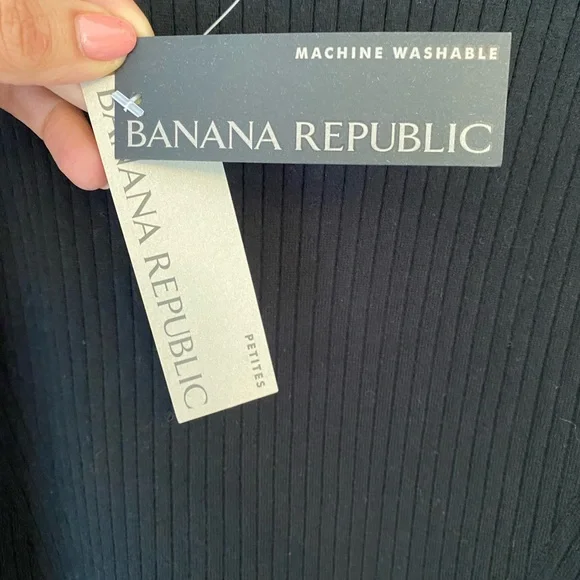 MACHINE WASHABLE
BANANA REPUBLIC
BANANA REPUBLIC
PETITES